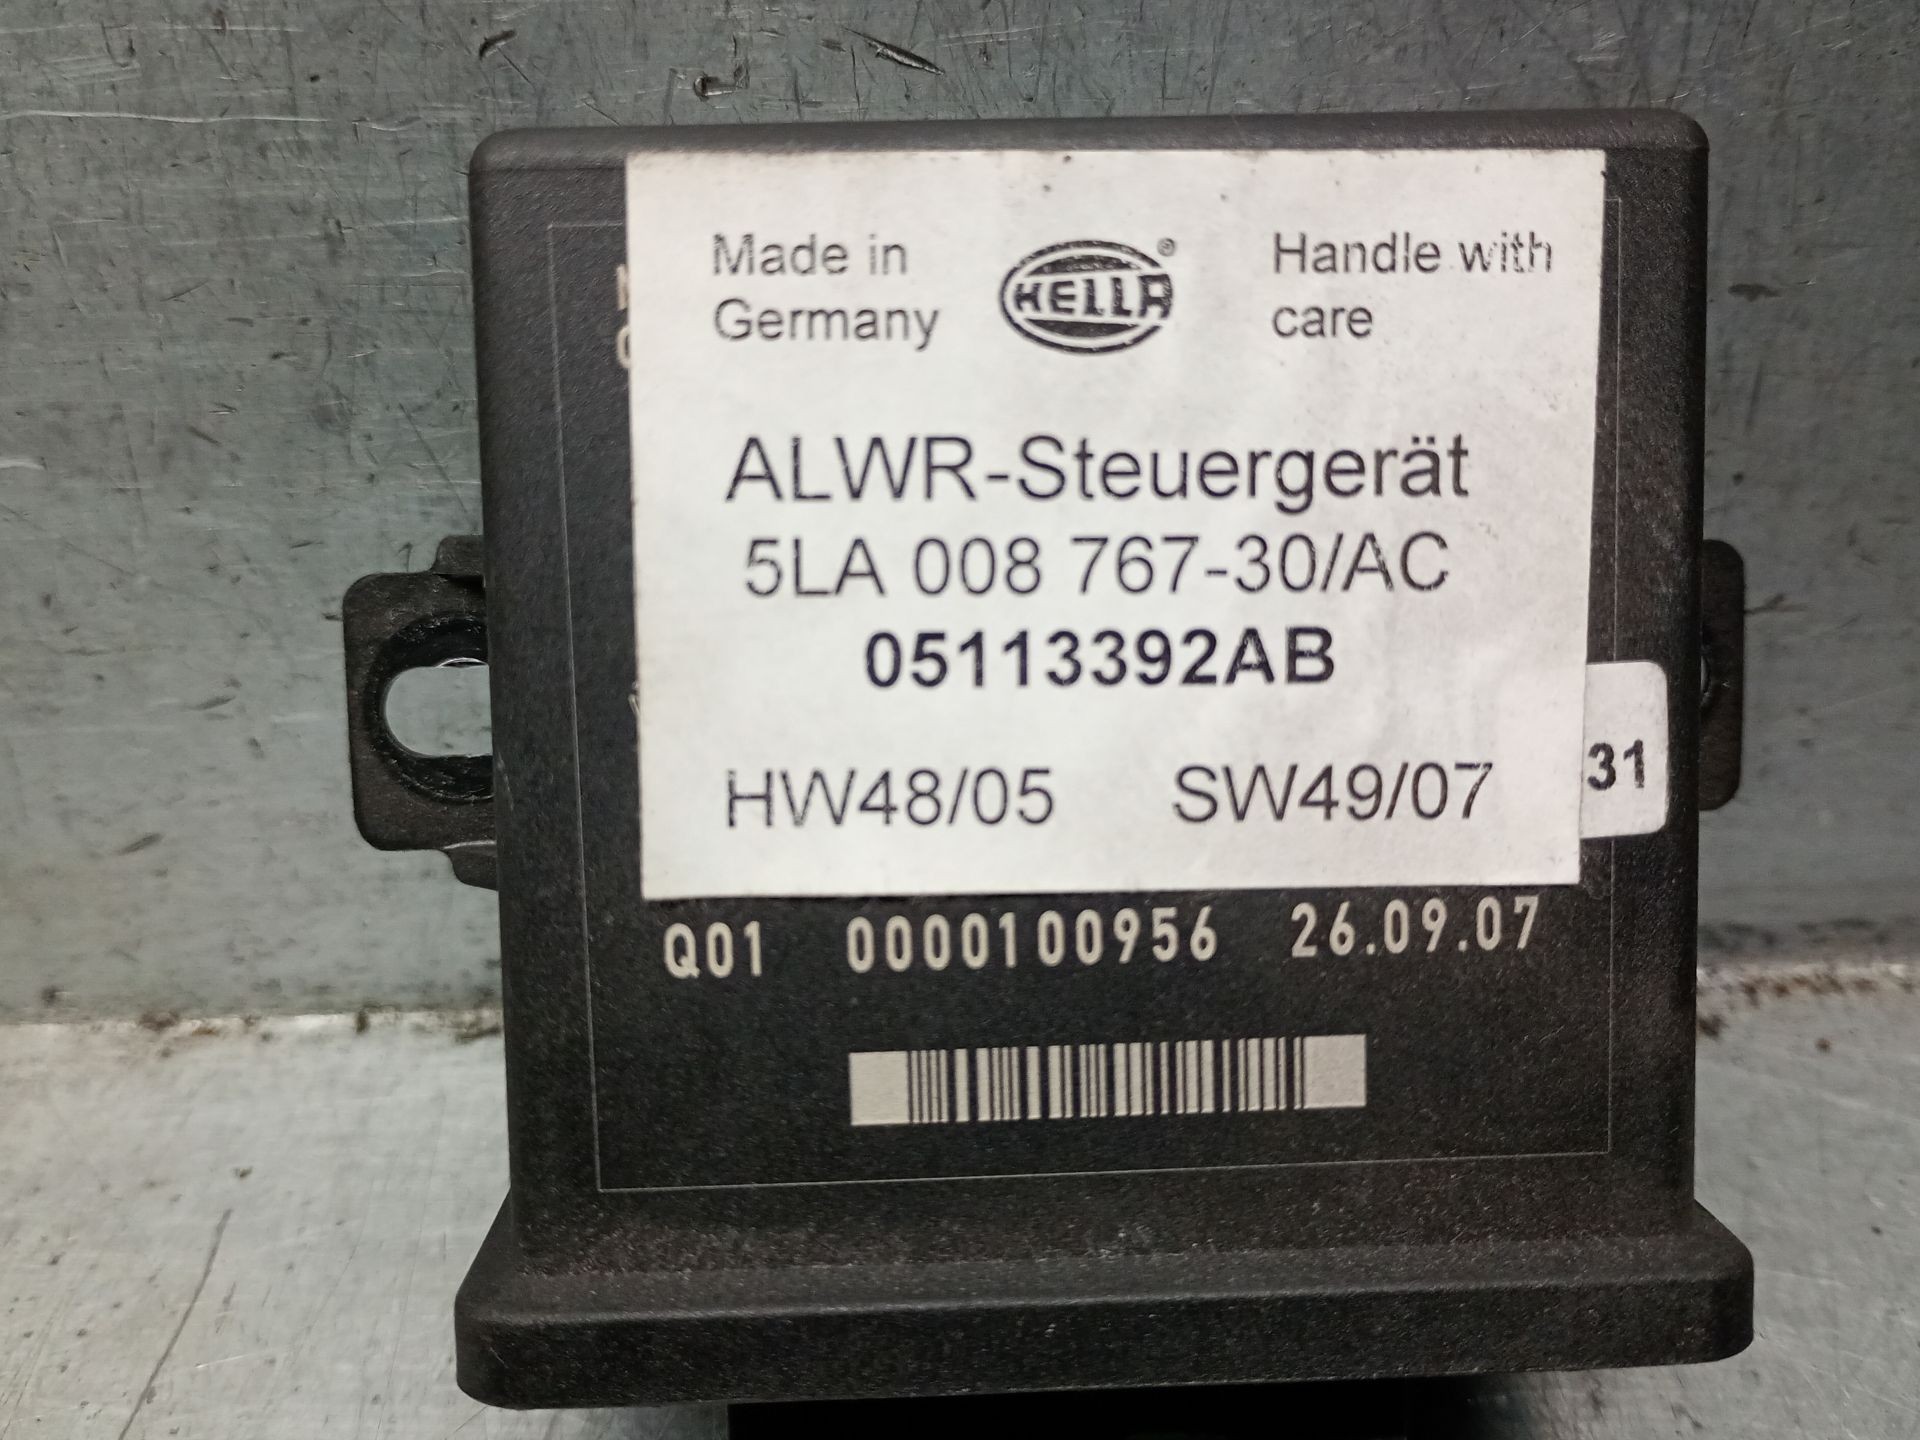 Made in
Germany
HELLA
®
Handle with
care
ALWR-Steuergerät
5LA 008 767-30/AC
05113392AB
HW48/05 SW49/07
31
Q01 0000100956 26.09.07